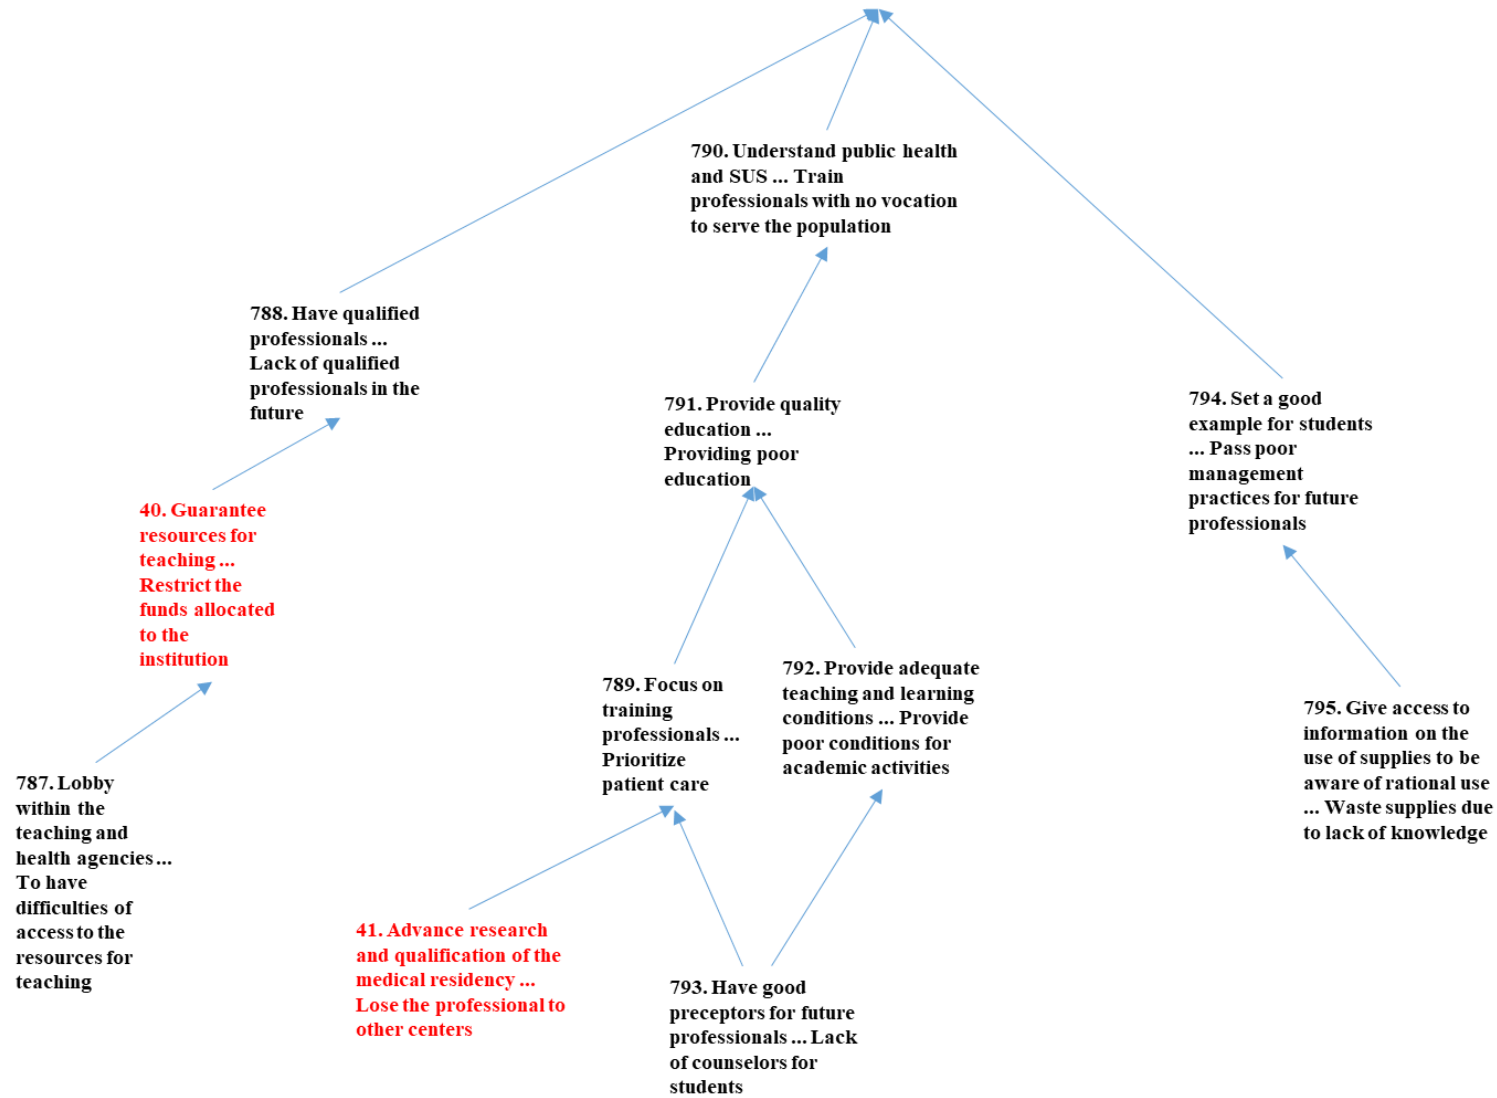 790. Understand public health
and SUS ... Train
professionals with no vocation
to serve the population
788. Have qualified
professionals ...
Lack of qualified
professionals in the
future
791. Provide quality
education ...
Providing poor
education
794. Set a good
example for students
... Pass poor
management
practices for future
professionals
40. Guarantee
resources for
teaching ...
Restrict the
funds allocated
to the
institution
789. Focus on
training
professionals ...
Prioritize
patient care
792. Provide adequate
teaching and learning
conditions ... Provide
poor conditions for
academic activities
795. Give access to
information on the
use of supplies to be
aware of rational use
... Waste supplies due
to lack of knowledge
787. Lobby
within the
teaching and
health agencies ...
To have
difficulties of
access to the
resources for
teaching
41. Advance research
and qualification of the
medical residency ...
Lose the professional to
other centers
793. Have good
preceptors for future
professionals ... Lack
of counselors for
students